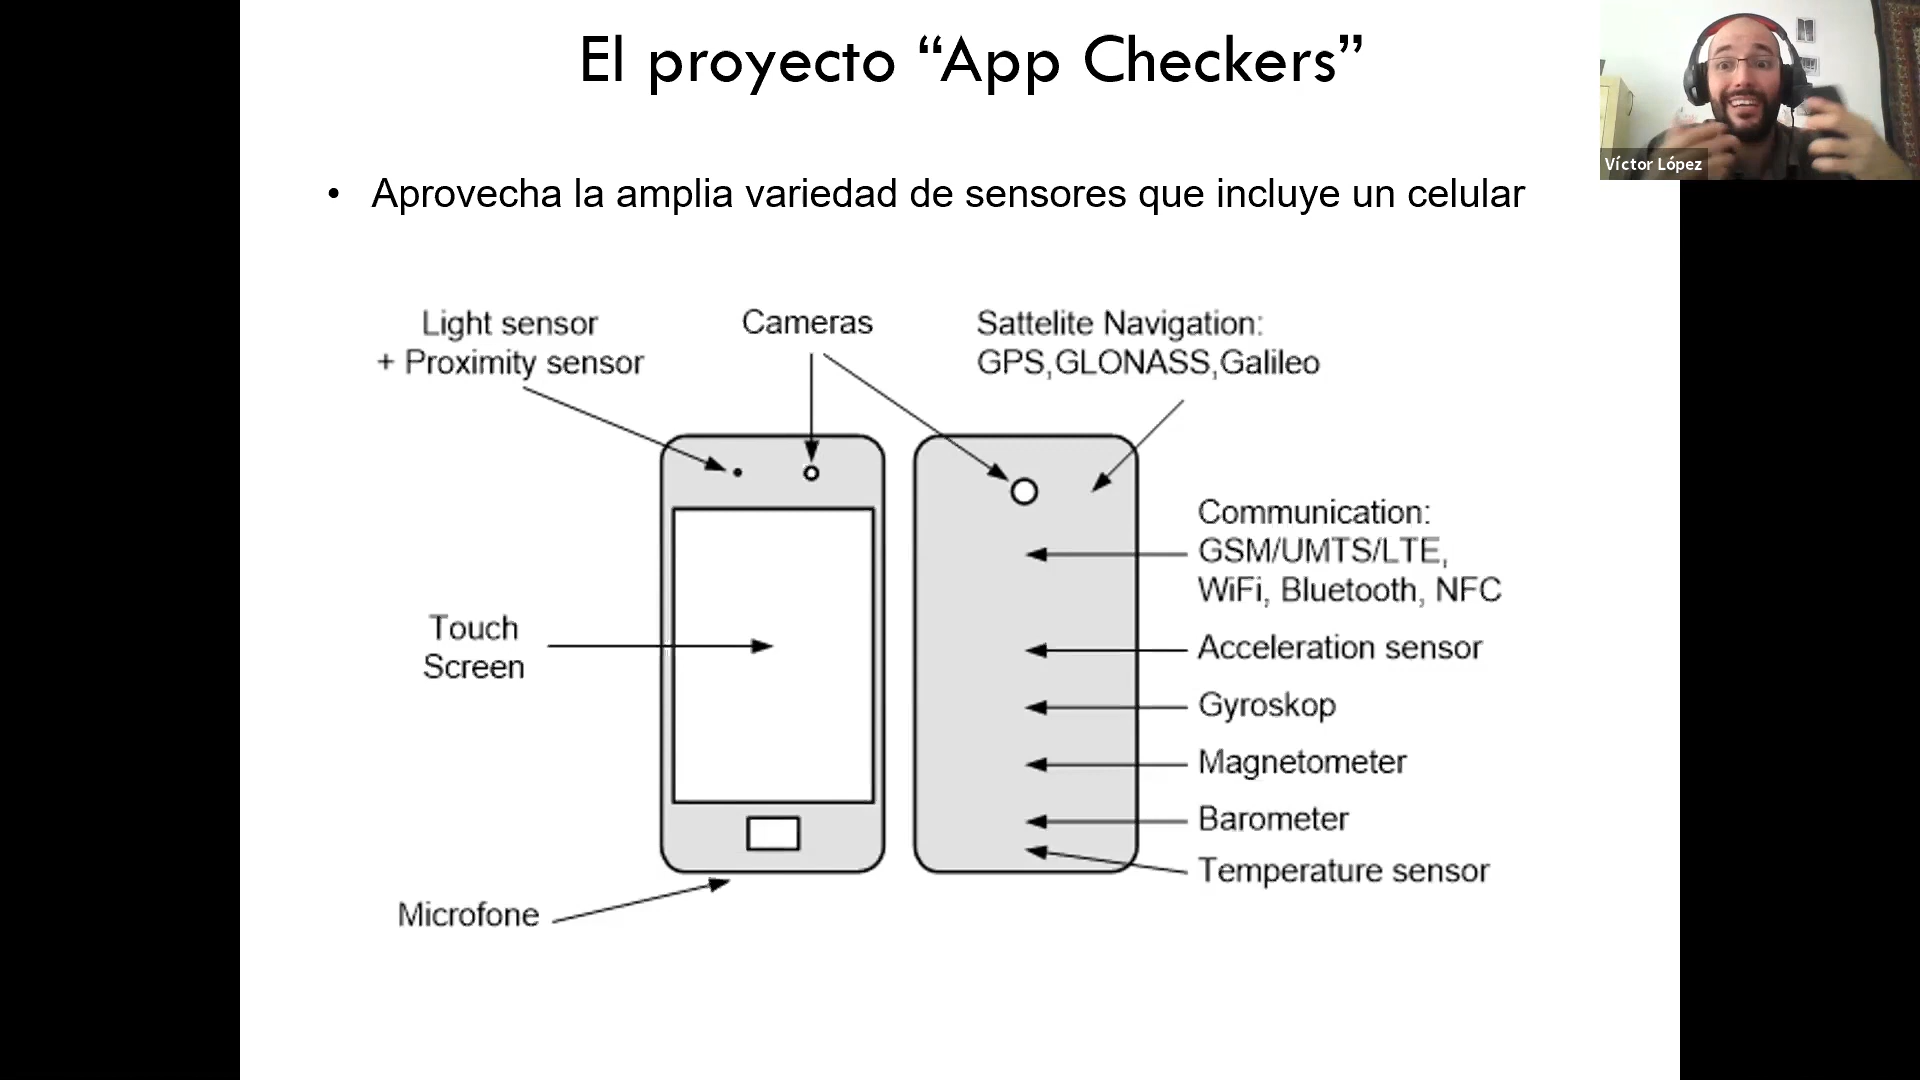 El proyecto “App Checkers”
Víctor López
• Aprovecha la amplia variedad de sensores que incluye un celular
Light sensor
+ Proximity sensor
Cameras
Sattelite Navigation:
GPS,GLONASS,Galileo
Communication:
GSM/UMTS/LTE,
WiFi, Bluetooth, NFC
Touch
Screen
Acceleration sensor
Gyroskop
Magnetometer
Barometer
Temperature sensor
Microfone